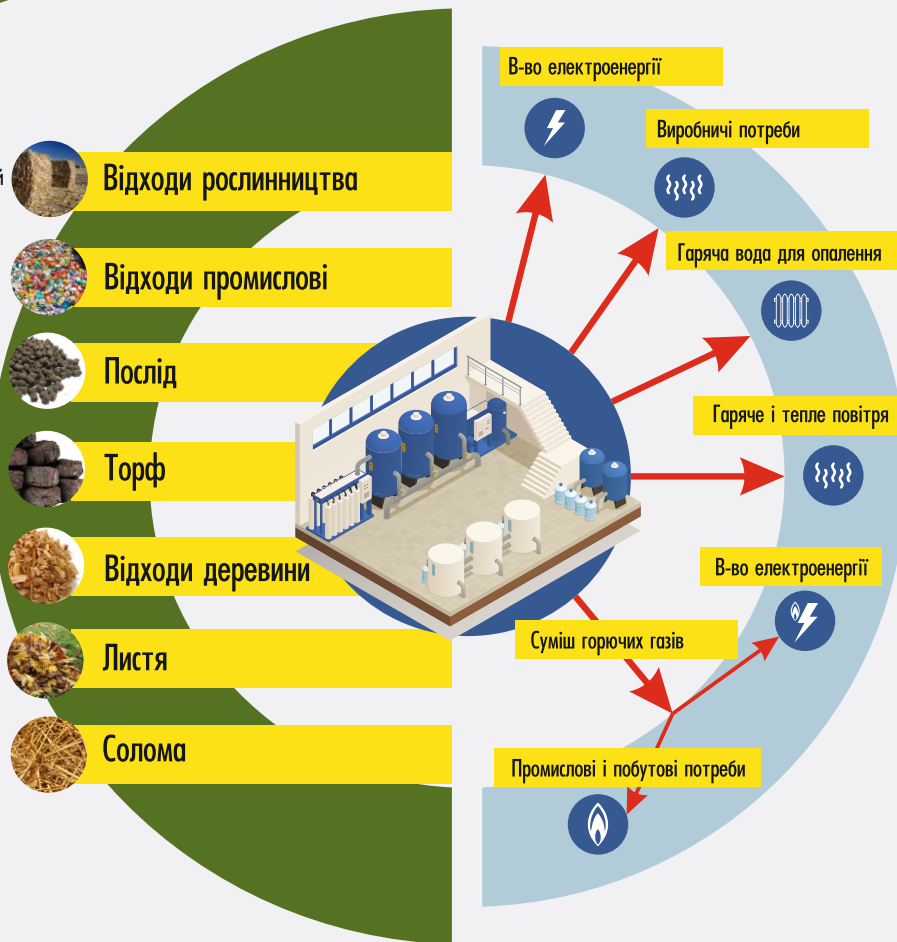 й
Відходи рослинництва
Відходи промислові
Послід
Торф
Відходи деревини
Листя
Солома
В-во електроенергії
Виробничі потреби
Гаряча вода для опалення
Гаряче і тепле повітря
В-во електроенергії
Суміш горючих газів
Промислові і побутові потреби